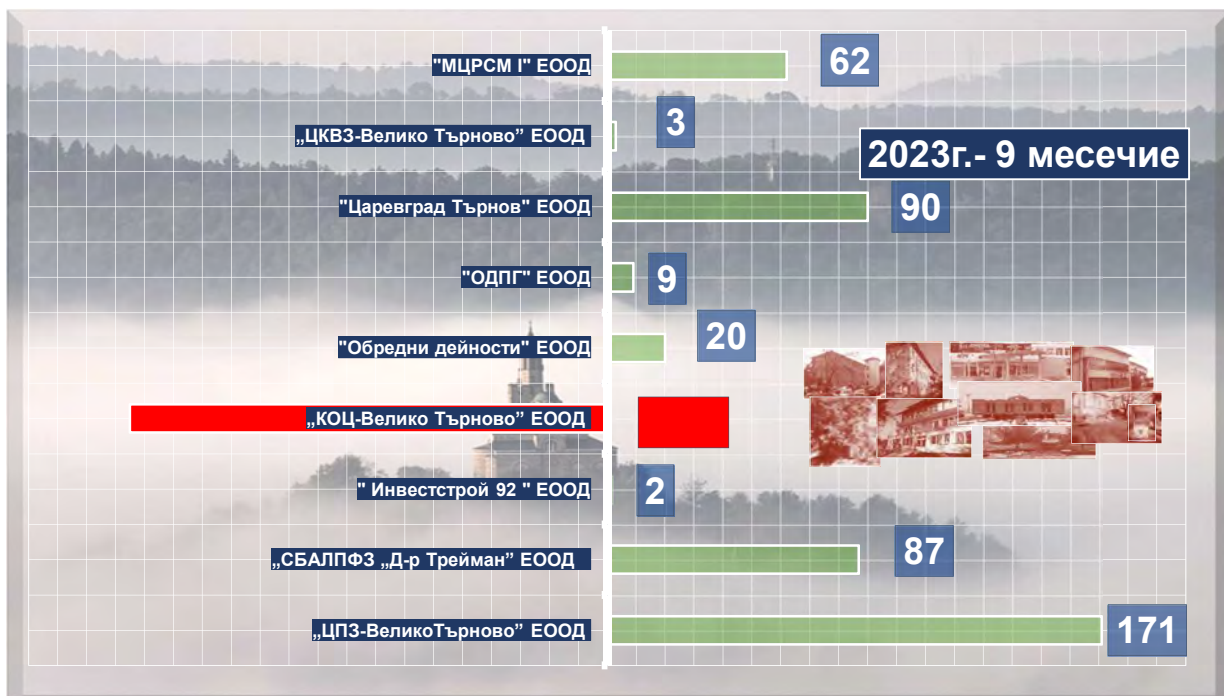 "МЦРСМ I" ЕООД
62
„ЦКВЗ-Велико Търново” ЕООД
3
2023г.- 9 месечие
"Царевград Търнов" ЕООД
90
"ОДПГ" ЕООД
9
"Обредни дейности" ЕООД
20
„КОЦ-Велико Търново” ЕООД
" Инвестстрой 92 " ЕООД
2
„СБАЛПФЗ „Д-р Трейман” ЕООД
87
„ЦПЗ-ВеликоТърново” ЕООД
171